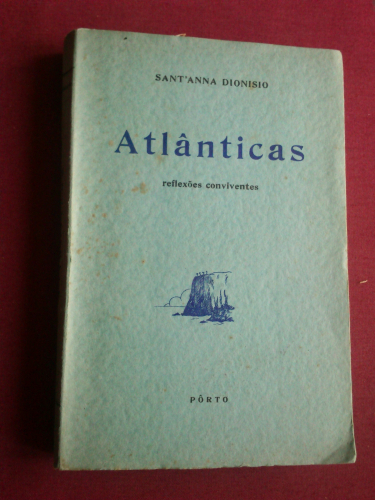 SANT'ANNA DIONISIO
Atlânticas
reflexões conviventes
PÔRTO